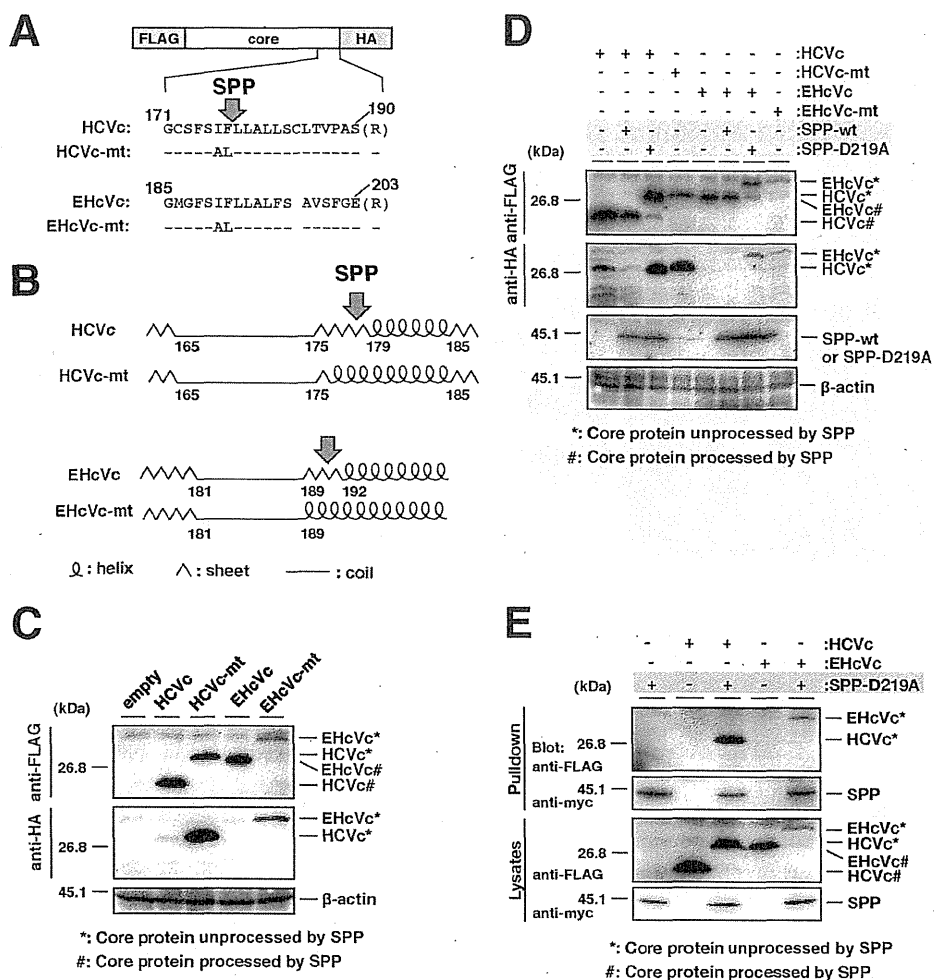 A
FLAG core HA
SPP
171 190
HCVc: GCSFSIFLLALLSCLTVPAS(R)
HCVc-mt: ------AL----------- -
185 203
EHcVc: GMGFSIFLLALFS AVSFGE(R)
EHcVc-mt: ------AL----- ------ -
B
SPP
HCVc
165 175 179 185
HCVc-mt
165 175 185
EHcVc
181 189 192
EHcVc-mt
181 189
: helix : sheet : coil
C
empty HCVc HCVc-mt EHcVc EHcVc-mt
(kDa)
anti-FLAG
26.8
EHcVc*
HCVc*
EHcVc#
HCVc#
anti-HA
26.8
EHcVc*
HCVc*
45.1
β-actin
*: Core protein unprocessed by SPP
#: Core protein processed by SPP
D
+ + + - - - - - :HCVc
- - - + - - - - :HCVc-mt
- - - - + + + - :EHcVc
- - - - - - - + :EHcVc-mt
- + - - - + - - :SPP-wt
- - + - - - + - :SPP-D219A
(kDa)
anti-FLAG
26.8
EHcVc*
HCVc*
EHcVc#
HCVc#
anti-HA
26.8
EHcVc*
HCVc*
45.1
SPP-wt
or SPP-D219A
45.1
β-actin
*: Core protein unprocessed by SPP
#: Core protein processed by SPP
E
- + + - - :HCVc
- - - + + :EHcVc
(kDa) + - + - + :SPP-D219A
Pulldown
Blot:
anti-FLAG
26.8
EHcVc*
HCVc*
45.1
anti-myc
SPP
Lysates
26.8
anti-FLAG
EHcVc*
HCVc*
EHcVc#
HCVc#
45.1
anti-myc
SPP
*: Core protein unprocessed by SPP
#: Core protein processed by SPP